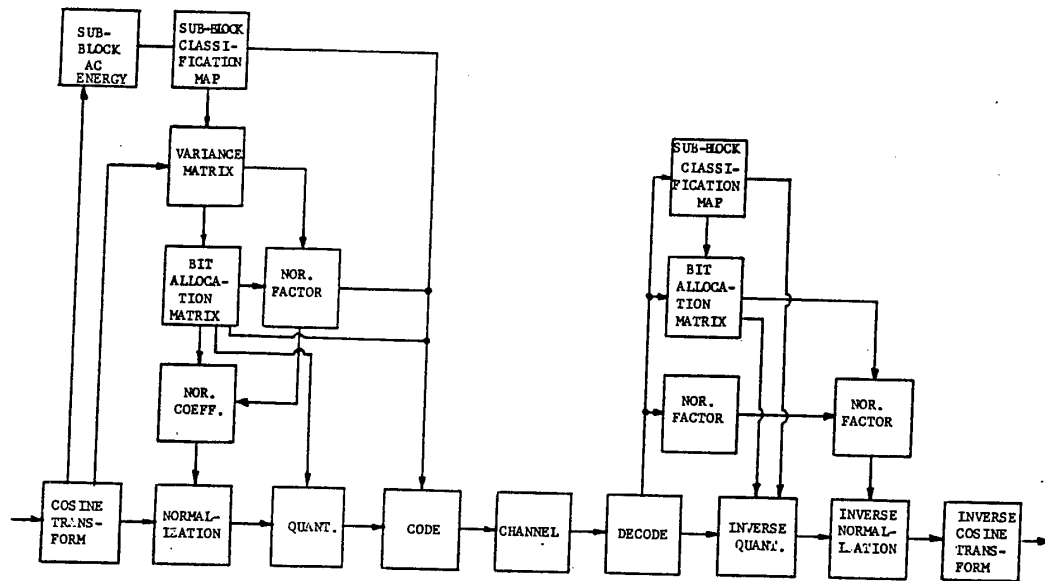 SUB-
BLOCK
AC
ENERGY
SUB-BLOCK
CLASSI-
FICATION
MAP
VARIANCE
MATRIX
BIT
ALLOCA-
TION
MATRIX
NOR.
FACTOR
NOR.
COEFF.
COSINE
TRANS-
FORM
NORMAL-
IZATION
QUANT.
CODE
CHANNEL
DECODE
SUB-BLOCK
CLASSI-
FICATION
MAP
BIT
ALLOCA-
TION
MATRIX
NOR.
FACTOR
NOR.
FACTOR
INVERSE
QUANT.
INVERSE
NORMAL-
IZATION
INVERSE
COSINE
TRANS-
FORM